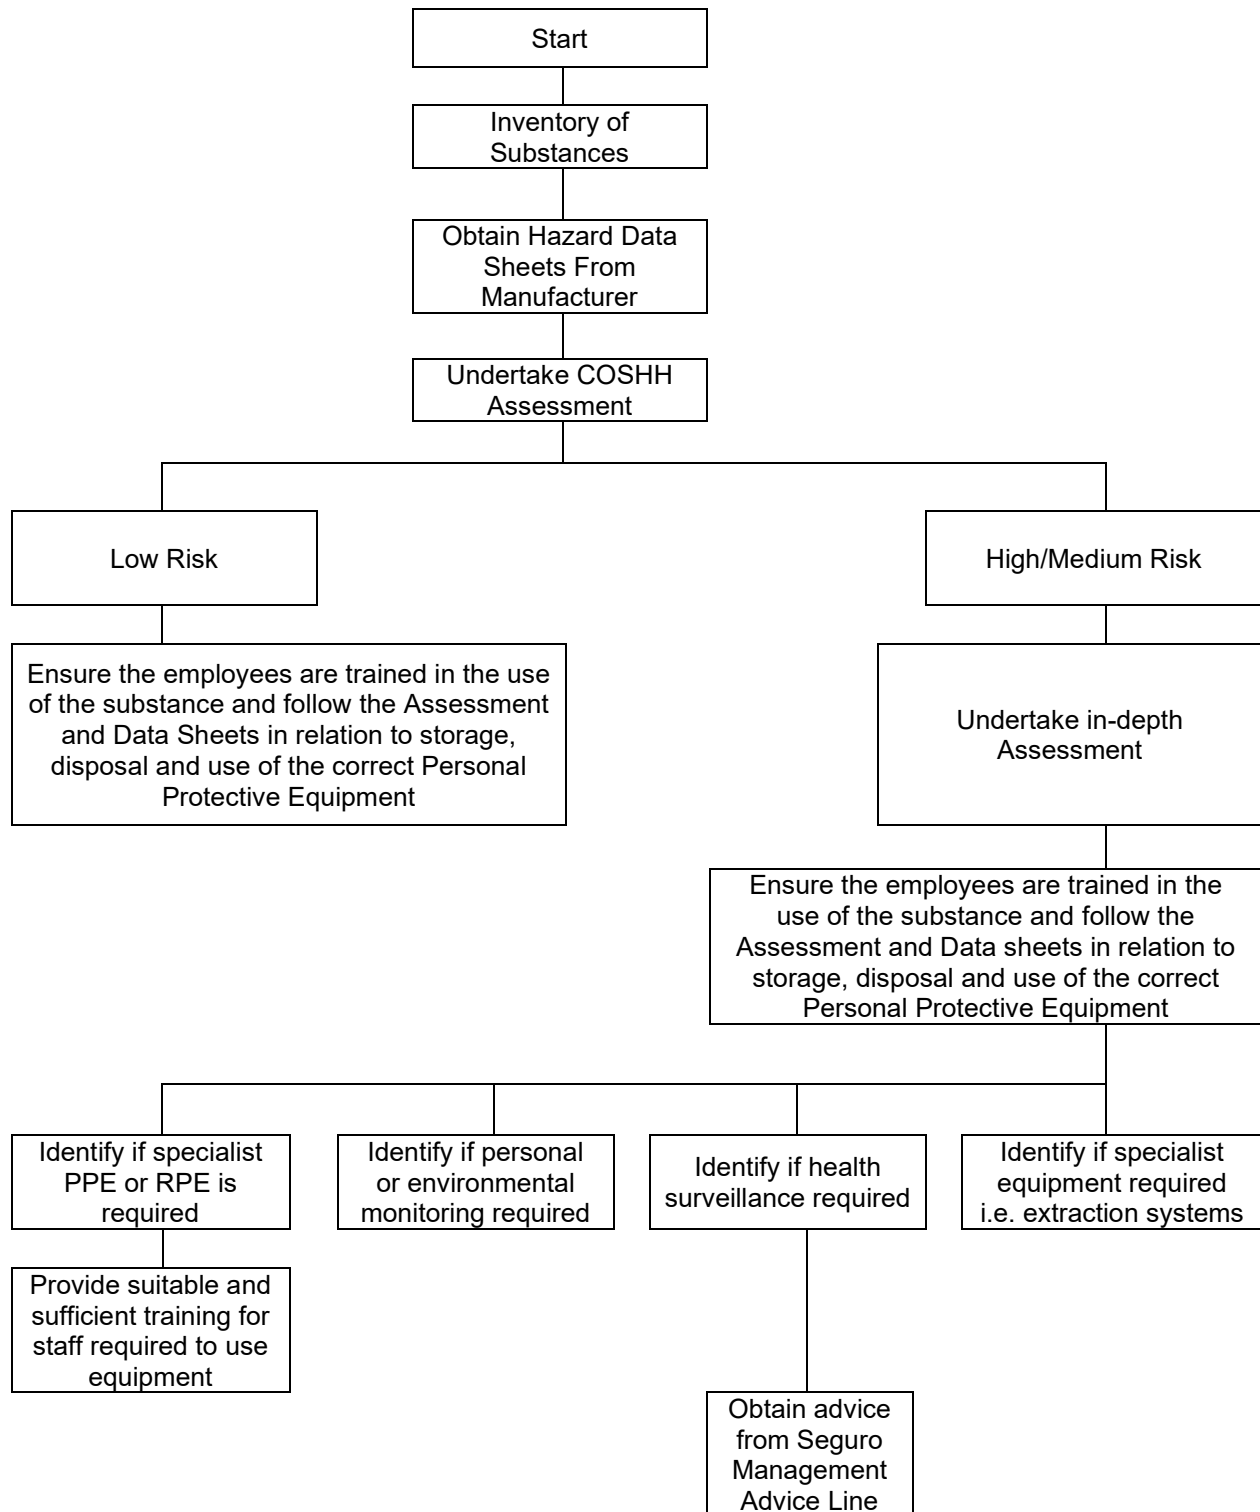 Start
Inventory of
Substances
Obtain Hazard Data
Sheets From
Manufacturer
Undertake COSHH
Assessment
Low Risk
High/Medium Risk
Ensure the employees are trained in the use
of the substance and follow the Assessment
and Data Sheets in relation to storage,
disposal and use of the correct Personal
Protective Equipment
Undertake in-depth
Assessment
Ensure the employees are trained in the
use of the substance and follow the
Assessment and Data sheets in relation to
storage, disposal and use of the correct
Personal Protective Equipment
Identify if specialist
PPE or RPE is
required
Identify if personal
or environmental
monitoring required
Identify if health
surveillance required
Identify if specialist
equipment required
i.e. extraction systems
Provide suitable and
sufficient training for
staff required to use
equipment
Obtain advice
from Seguro
Management
Advice Line